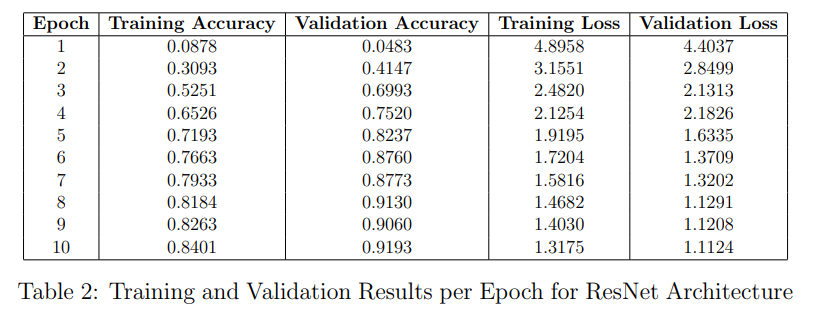 Epoch Training Accuracy Validation Accuracy Training Loss Validation Loss
1 0.0878 0.0483 4.8958 4.4037
2 0.3093 0.4147 3.1551 2.8499
3 0.5251 0.6993 2.4820 2.1313
4 0.6526 0.7520 2.1254 2.1826
5 0.7193 0.8237 1.9195 1.6335
6 0.7663 0.8760 1.7204 1.3709
7 0.7933 0.8773 1.5816 1.3202
8 0.8184 0.9130 1.4682 1.1291
9 0.8263 0.9060 1.4030 1.1208
10 0.8401 0.9193 1.3175 1.1124
Table 2: Training and Validation Results per Epoch for ResNet Architecture